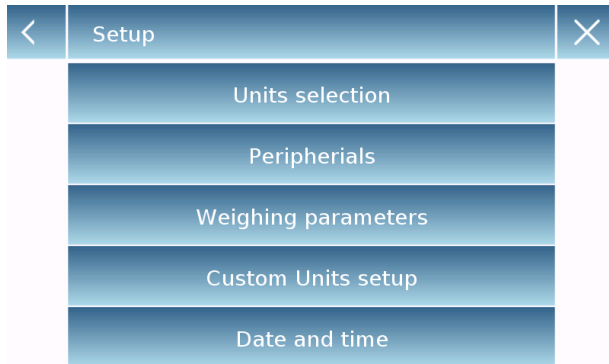 Setup
Units selection
Peripherials
Weighing parameters
Custom Units setup
Date and time